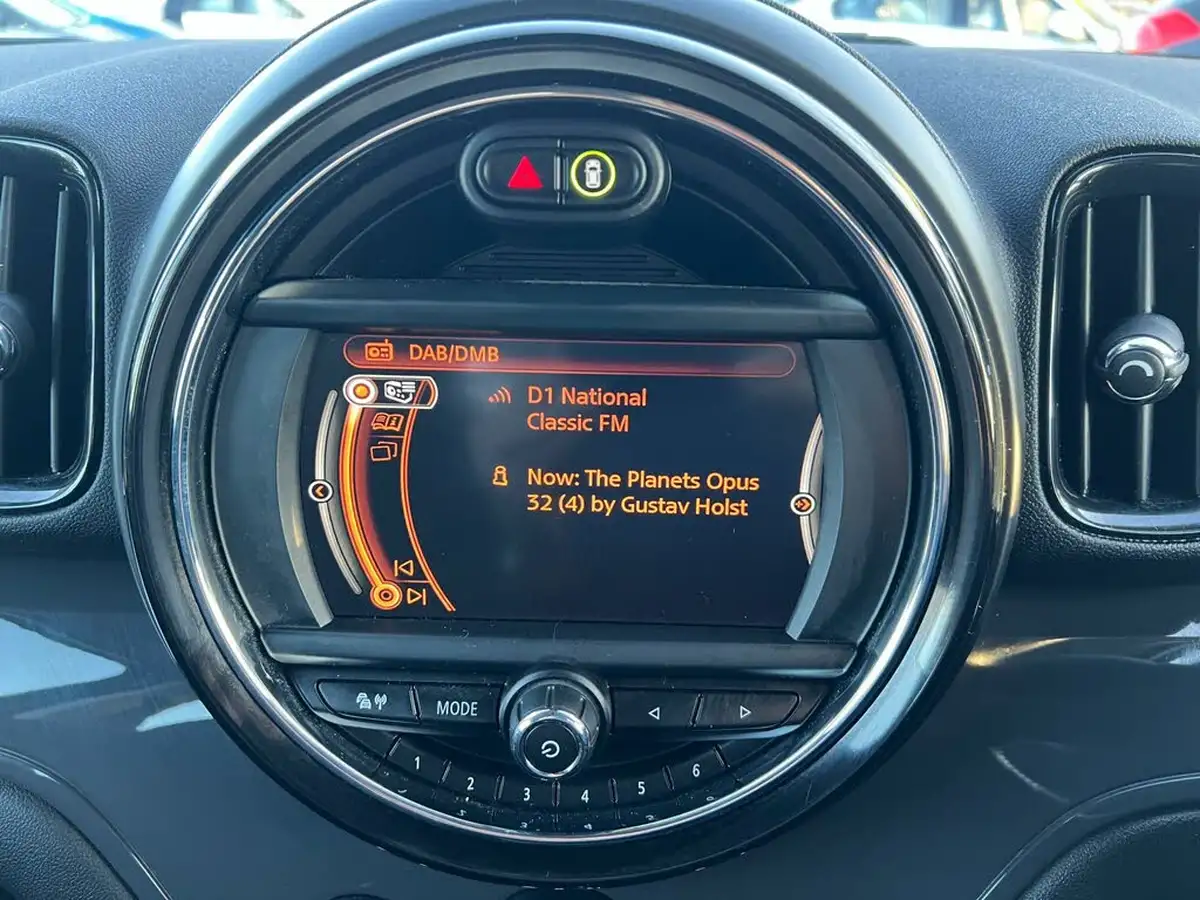 DAB/DMB
D1 National
Classic FM
Now: The Planets Opus
32 (4) by Gustav Holst
MODE
1 2 3 4 5 6